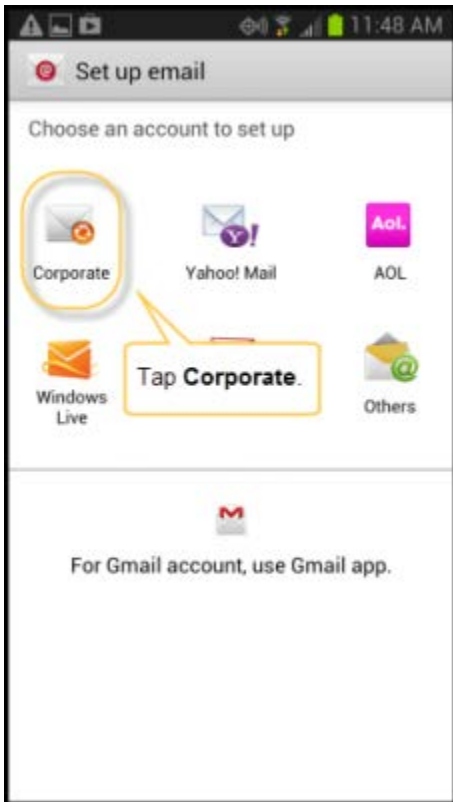 11:48 AM
Set up email
Choose an account to set up
Aol.
Corporate
Yahoo! Mail
AOL
Tap Corporate.
Windows
Live
Others
For Gmail account, use Gmail app.